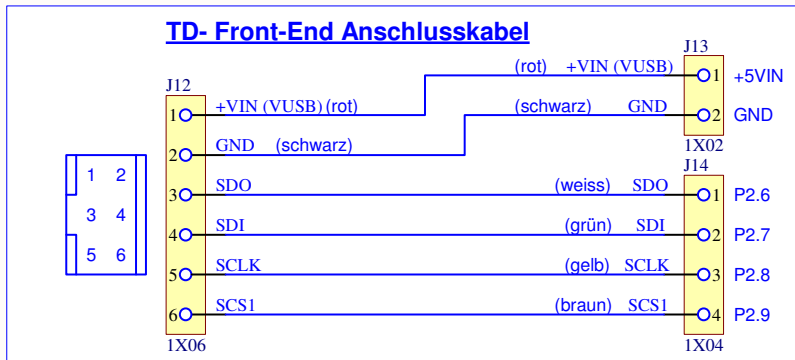 TD- Front-End Anschlusskabel
J13
(rot) +VIN (VUSB) 1 +5VIN
J12
1 +VIN (VUSB) (rot)
(schwarz) GND 2 GND
2 GND (schwarz)
1X02
J14
1 2
3 SDO (weiss) SDO 1 P2.6
3 4
4 SDI (grün) SDI 2 P2.7
5 6
5 SCLK (gelb) SCLK 3 P2.8
6 SCS1 (braun) SCS1 4 P2.9
1X06
1X04